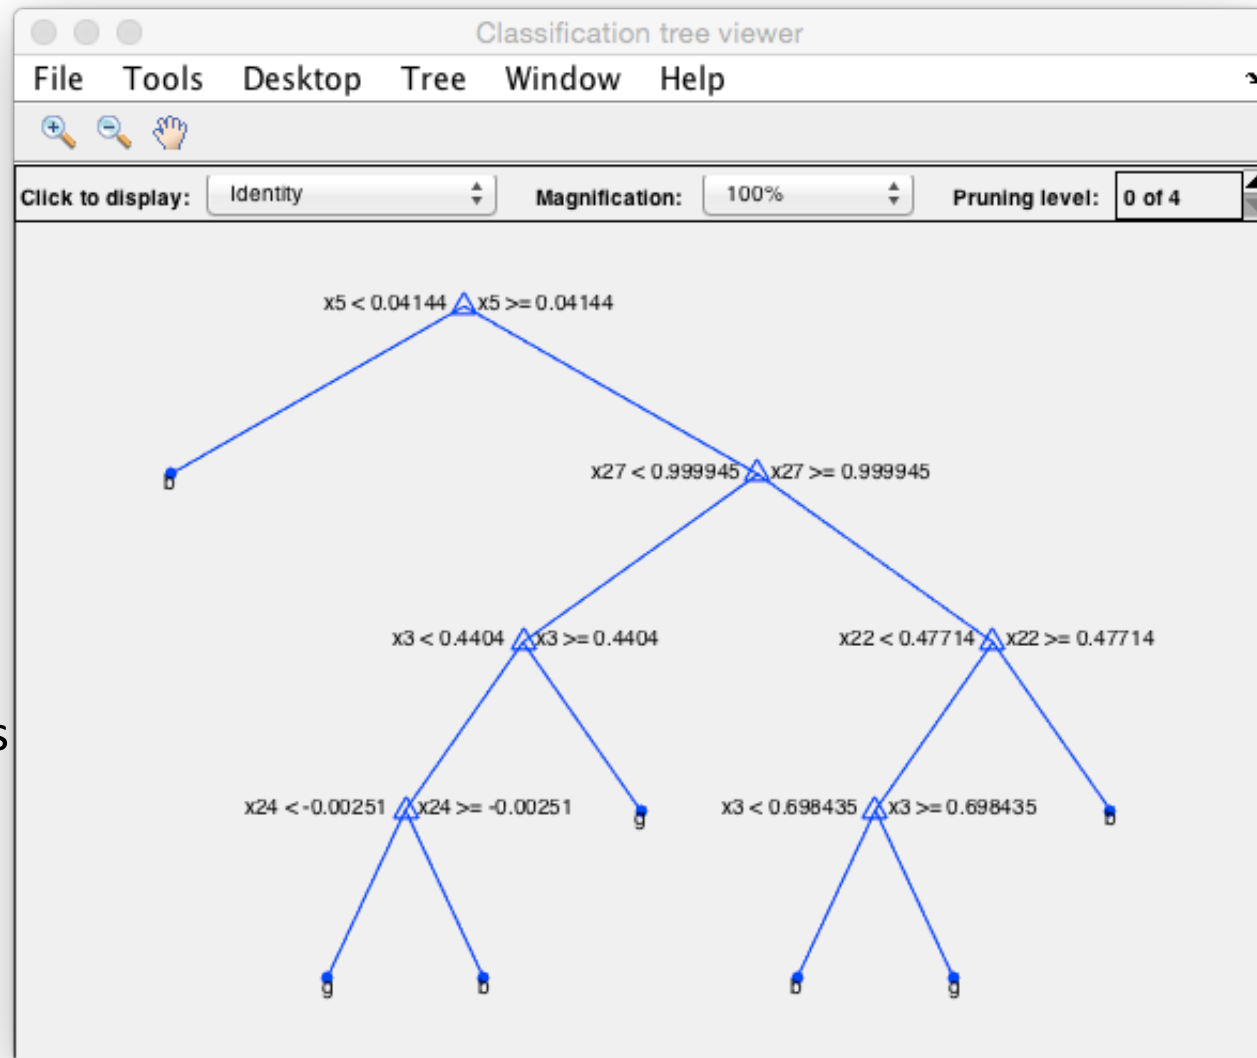 Classification tree viewer
File Tools Desktop Tree Window Help
Click to display: Identity Magnification: 100% Pruning level: 0 of 4
x5 < 0.04144 x5 >= 0.04144
b
x27 < 0.999945 x27 >= 0.999945
x3 < 0.4404 x3 >= 0.4404 x22 < 0.47714 x22 >= 0.47714
s
x24 < -0.00251 x24 >= -0.00251 x3 < 0.698435 x3 >= 0.698435
g b
g b b g